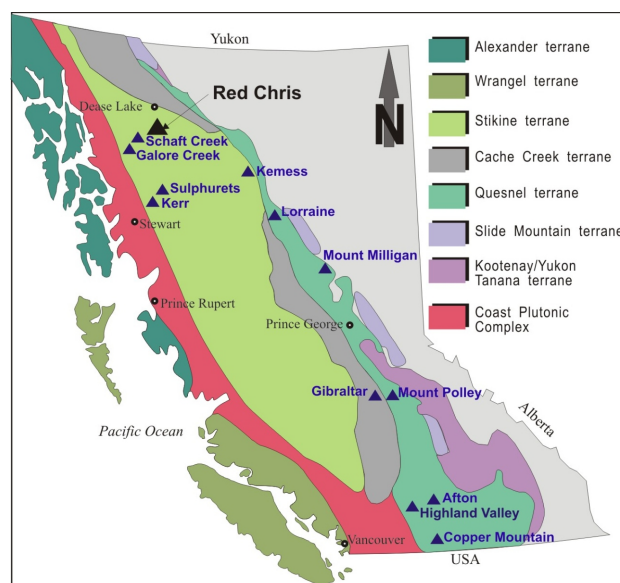 Yukon
Dease Lake
Red Chris
N
Schaft Creek
Galore Creek
Kemess
Sulphurets
Kerr
Lorraine
Stewart
Mount Milligan
Prince Rupert
Prince George
Gibraltar
Mount Polley
Alberta
Pacific Ocean
Afton
Highland Valley
Vancouver
Copper Mountain
USA
Alexander terrane
Wrangel terrane
Stikine terrane
Cache Creek terrane
Quesnel terrane
Slide Mountain terrane
Kootenay/Yukon
Tanana terrane
Coast Plutonic
Complex